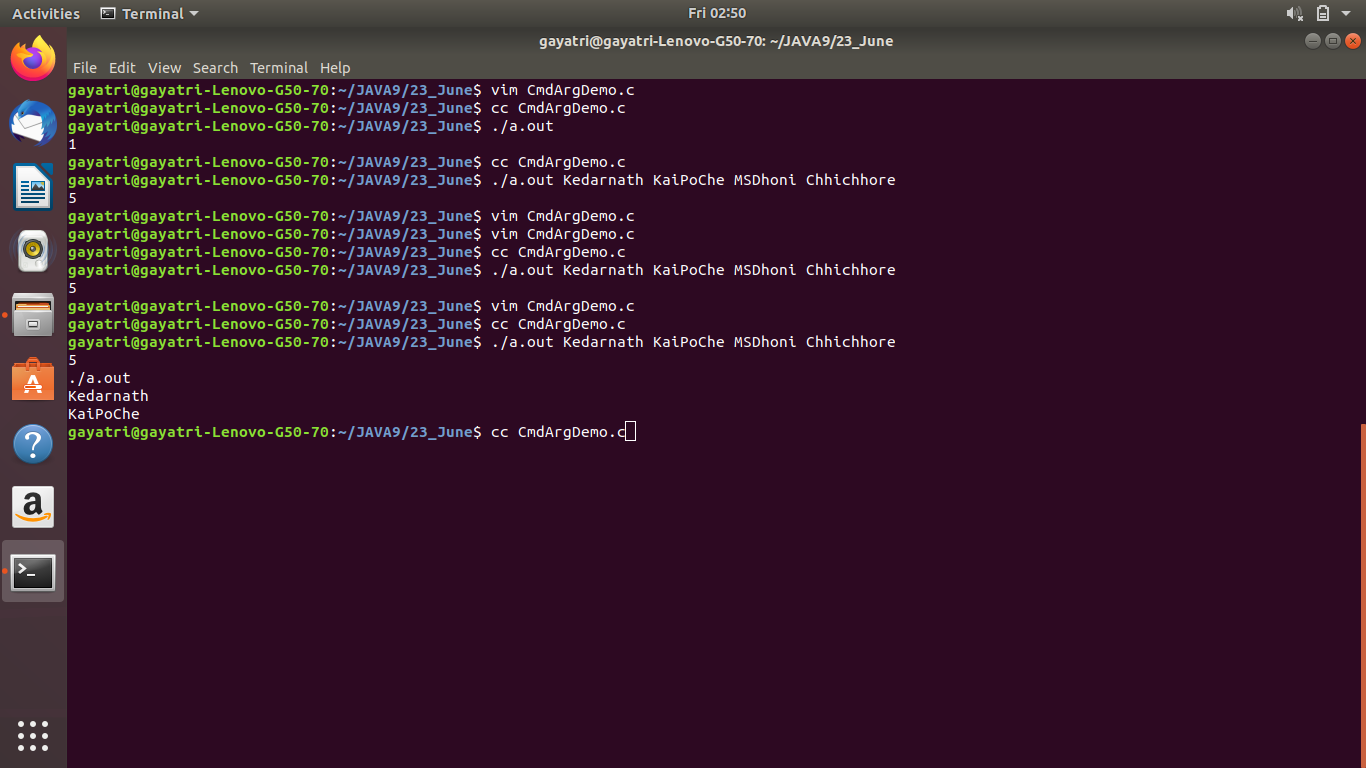 Activities Terminal Fri 02:50
gayatri@gayatri-Lenovo-G50-70: ~/JAVA9/23_June
File Edit View Search Terminal Help
gayatri@gayatri-Lenovo-G50-70:~/JAVA9/23_June$ vim CmdArgDemo.c
gayatri@gayatri-Lenovo-G50-70:~/JAVA9/23_June$ cc CmdArgDemo.c
gayatri@gayatri-Lenovo-G50-70:~/JAVA9/23_June$ ./a.out
1
gayatri@gayatri-Lenovo-G50-70:~/JAVA9/23_June$ cc CmdArgDemo.c
gayatri@gayatri-Lenovo-G50-70:~/JAVA9/23_June$ ./a.out Kedarnath KaiPoChe MSDhoni Chhichhore
5
gayatri@gayatri-Lenovo-G50-70:~/JAVA9/23_June$ vim CmdArgDemo.c
gayatri@gayatri-Lenovo-G50-70:~/JAVA9/23_June$ vim CmdArgDemo.c
gayatri@gayatri-Lenovo-G50-70:~/JAVA9/23_June$ cc CmdArgDemo.c
gayatri@gayatri-Lenovo-G50-70:~/JAVA9/23_June$ ./a.out Kedarnath KaiPoChe MSDhoni Chhichhore
5
gayatri@gayatri-Lenovo-G50-70:~/JAVA9/23_June$ vim CmdArgDemo.c
gayatri@gayatri-Lenovo-G50-70:~/JAVA9/23_June$ cc CmdArgDemo.c
gayatri@gayatri-Lenovo-G50-70:~/JAVA9/23_June$ ./a.out Kedarnath KaiPoChe MSDhoni Chhichhore
5
./a.out
Kedarnath
KaiPoChe
gayatri@gayatri-Lenovo-G50-70:~/JAVA9/23_June$ cc CmdArgDemo.c